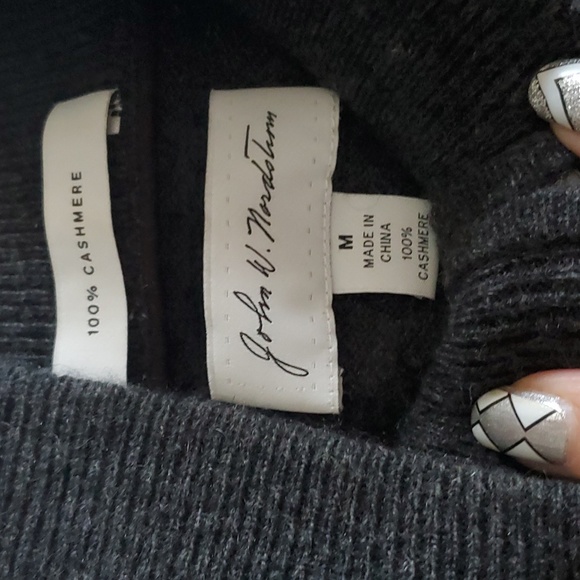 100% CASHMERE
John W. Nordstrom
M
MADE IN
CHINA
100%
CASHMERE